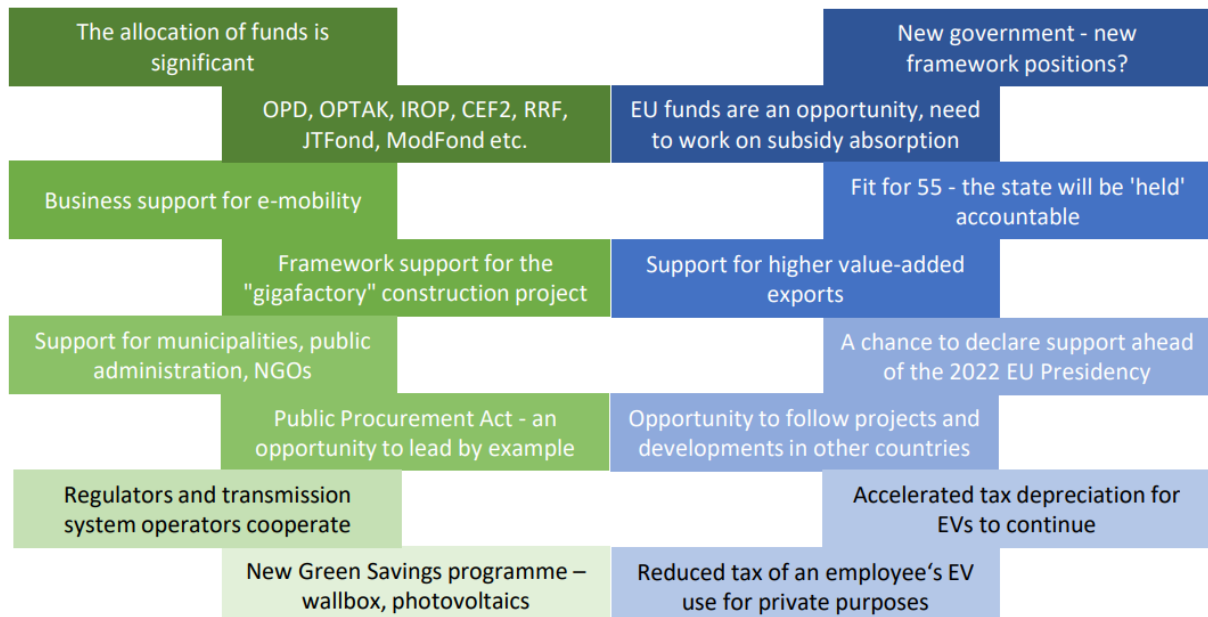 The allocation of funds is
significant
New government - new
framework positions?
OPD, OPTAK, IROP, CEF2, RRF,
JTFond, ModFond etc.
EU funds are an opportunity, need
to work on subsidy absorption
Business support for e-mobility
Fit for 55 - the state will be 'held'
accountable
Framework support for the
"gigafactory" construction project
Support for higher value-added
exports
Support for municipalities, public
administration, NGOs
A chance to declare support ahead
of the 2022 EU Presidency
Public Procurement Act - an
opportunity to lead by example
Opportunity to follow projects and
developments in other countries
Regulators and transmission
system operators cooperate
Accelerated tax depreciation for
EVs to continue
New Green Savings programme –
wallbox, photovoltaics
Reduced tax of an employee‘s EV
use for private purposes